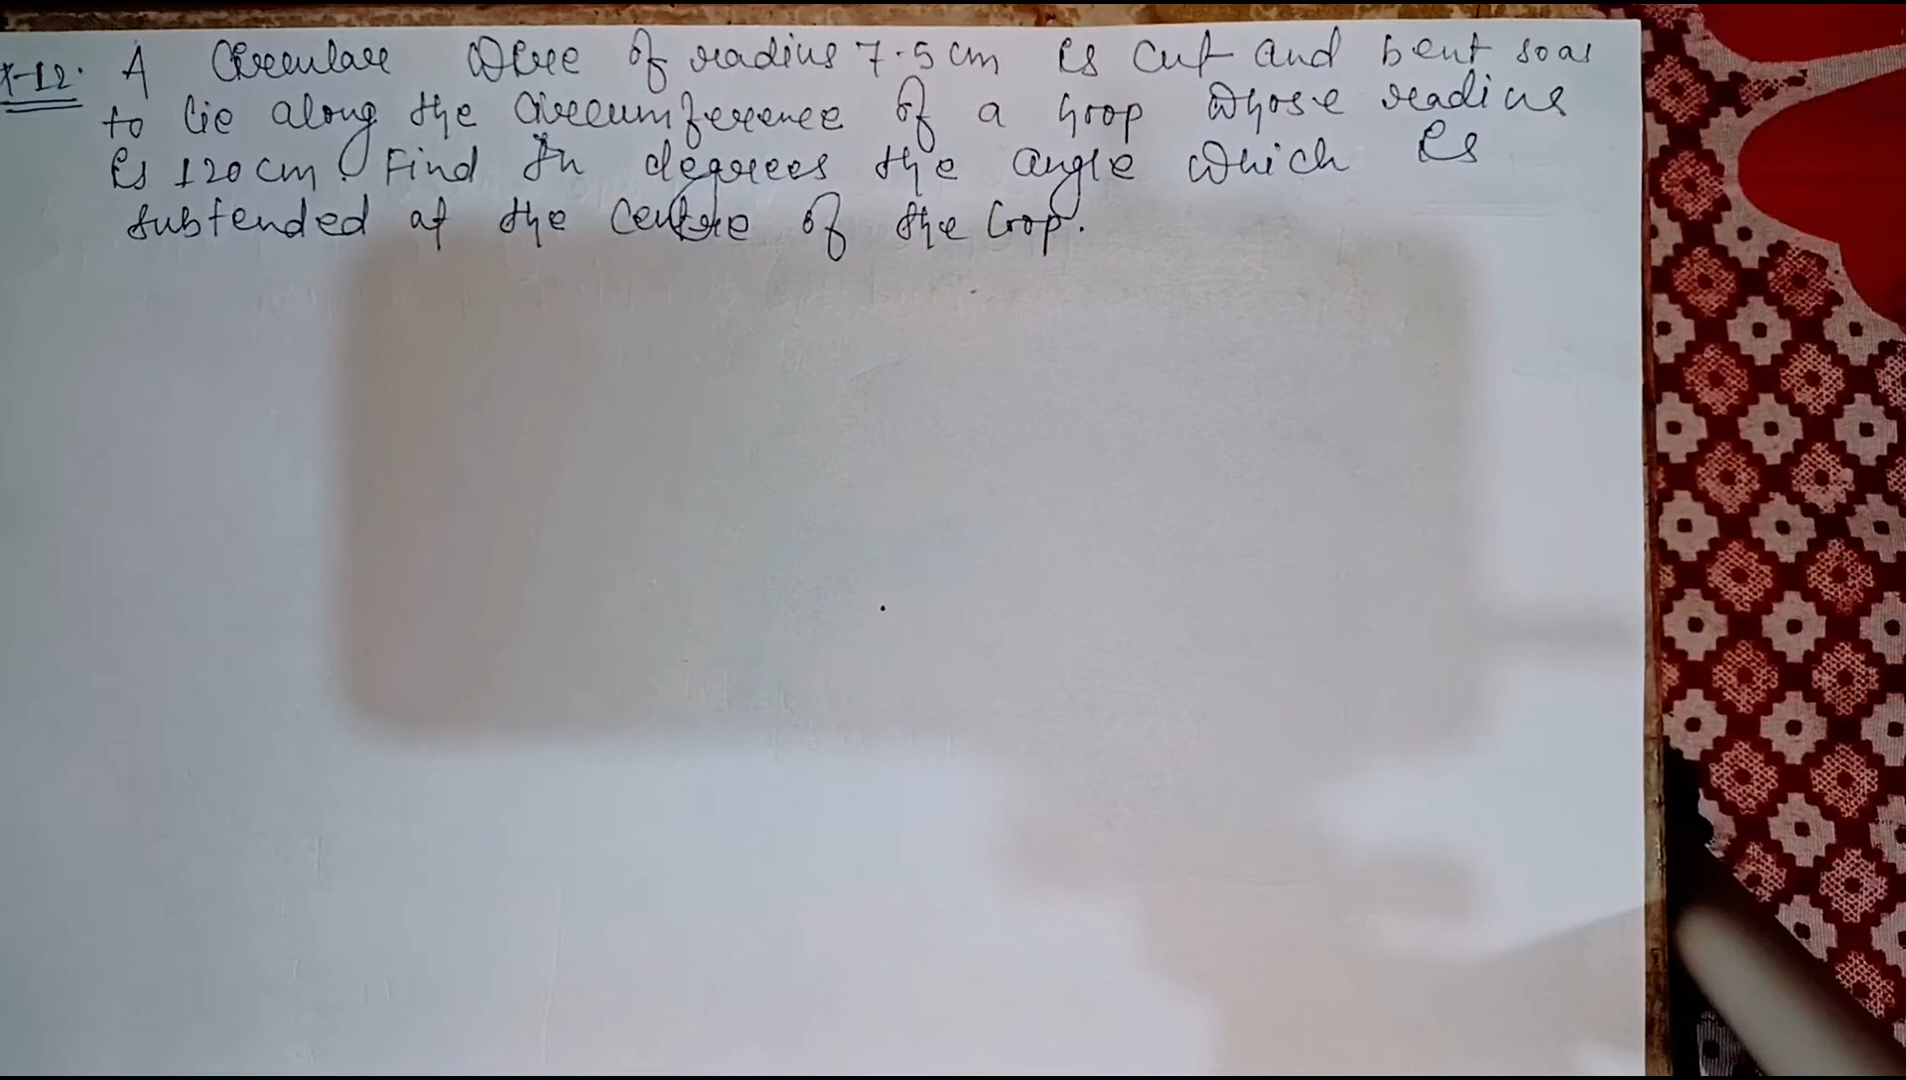 x-12. A Circular wire of radius 7.5 cm is cut and bent so as
to lie along the circumference of a hoop whose radius
is 120 cm. Find in degrees the angle which is
subtended at the centre of the loop.